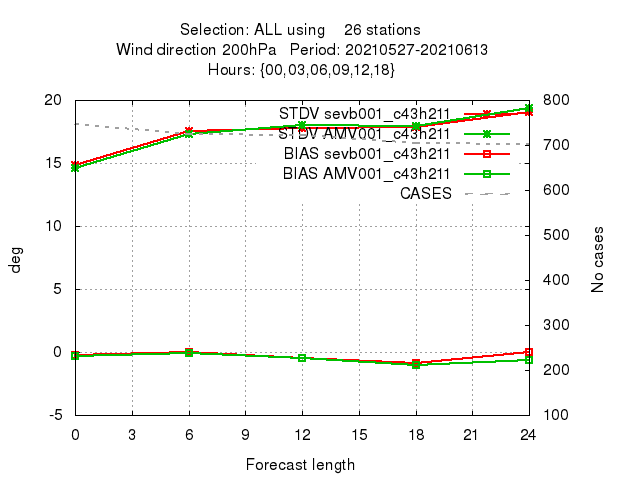 Selection: ALL using 26 stations
Wind direction 200hPa Period: 20210527-20210613
Hours: {00,03,06,09,12,18}
STDV sevb001_c43h211
STDV AMV001_c43h211
BIAS sevb001_c43h211
BIAS AMV001_c43h211
CASES
20
15
10
5
0
-5
deg
800
700
600
500
400
300
200
100
No cases
0 3 6 9 12 15 18 21 24
Forecast length